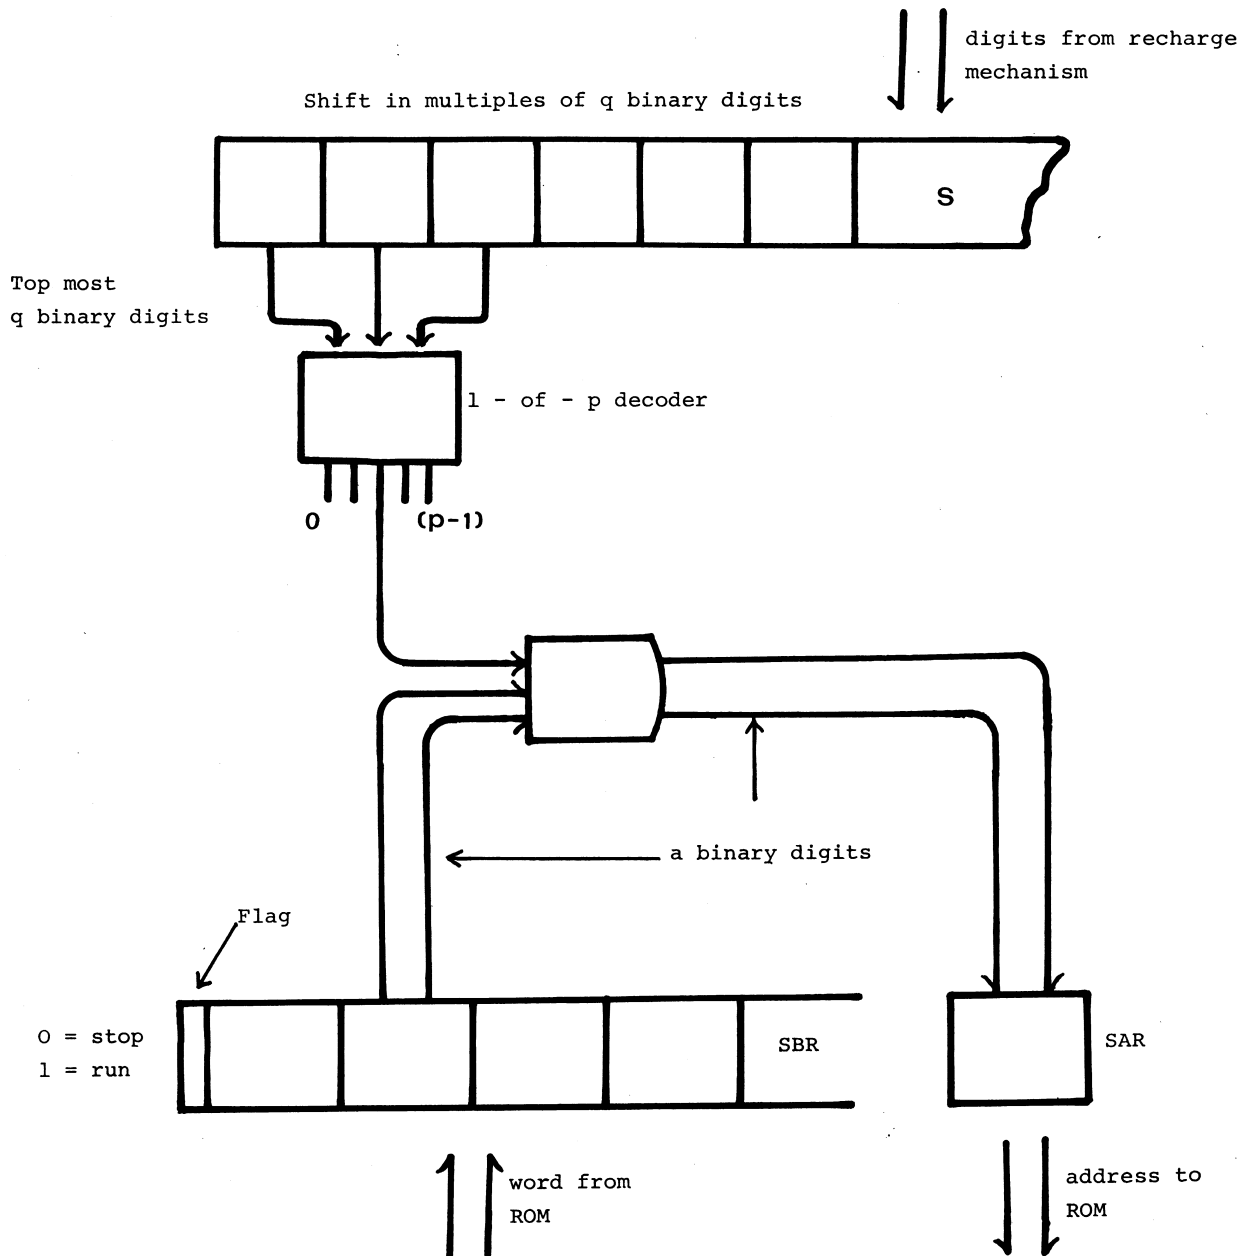 digits from recharge
mechanism
Shift in multiples of q binary digits
S
Top most
q binary digits
1 - of - p decoder
0 (p-1)
a binary digits
Flag
0 = stop
1 = run
SBR
SAR
word from
ROM
address to
ROM